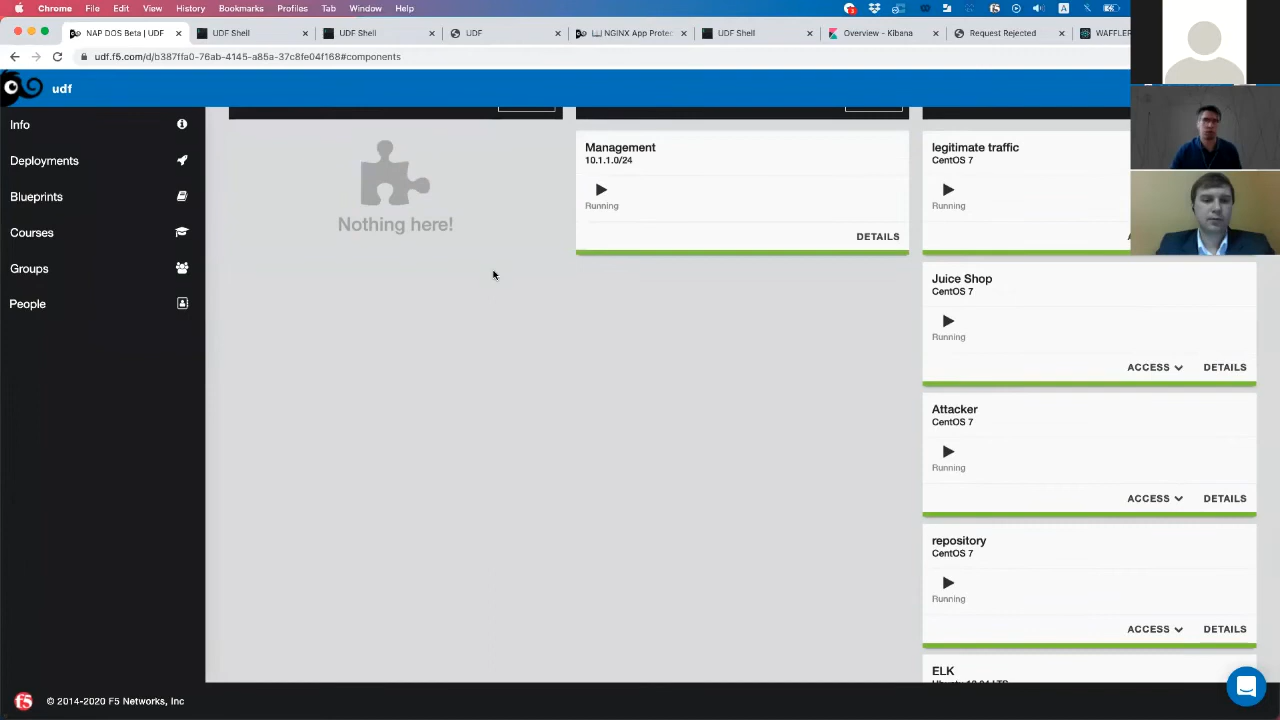 Chrome File Edit View History Bookmarks Profiles Tab Window Help
NAP DOS Beta | UDF
UDF Shell
UDF Shell
UDF
NGINX App Protec
UDF Shell
Overview - Kibana
Request Rejected
WAFFLER
udf.f5.com/d/b387ffa0-76ab-4145-a85a-37c8fe04f168#components
udf
Info
Deployments
Blueprints
Courses
Groups
People
Nothing here!
Management
10.1.1.0/24
Running
DETAILS
legitimate traffic
CentOS 7
Running
Juice Shop
CentOS 7
Running
ACCESS DETAILS
Attacker
CentOS 7
Running
ACCESS DETAILS
repository
CentOS 7
Running
ACCESS DETAILS
ELK
© 2014-2020 F5 Networks, Inc